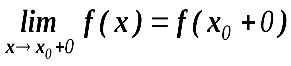 lim f(x) = f(x₀ + 0)
x→ x₀+0